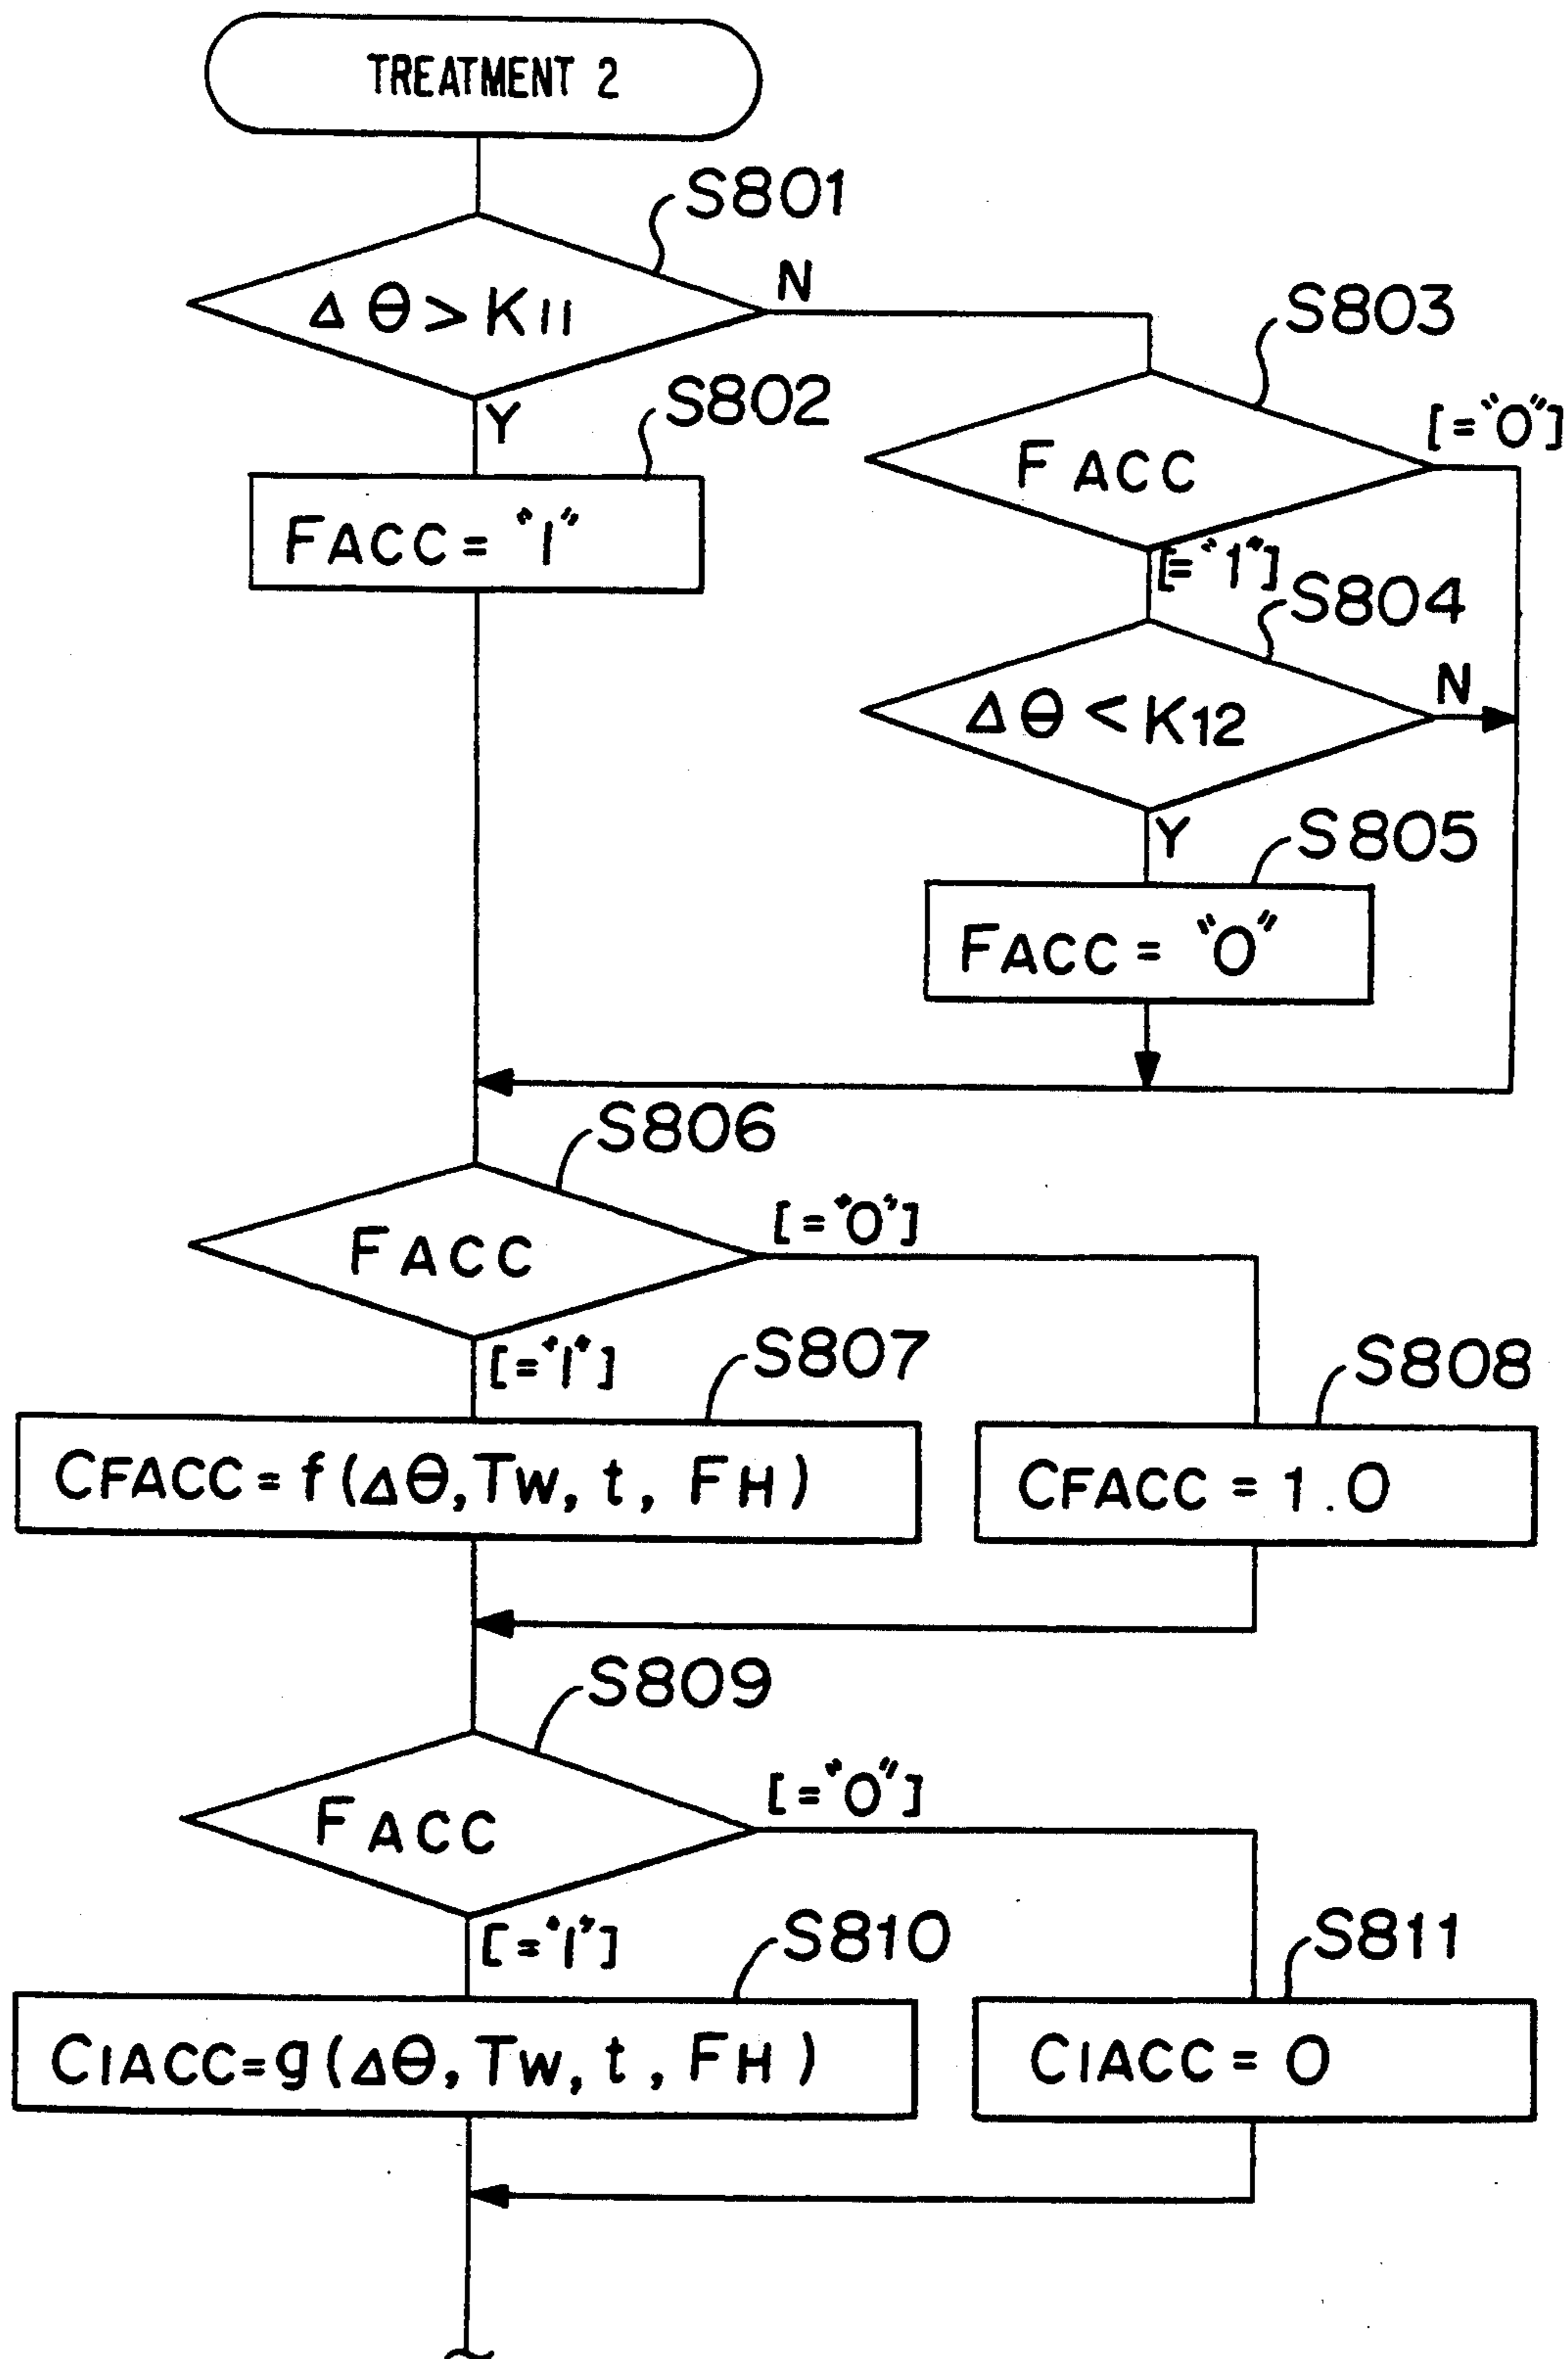 TREATMENT 2
S801
Δθ > K11
N
Y
S802
FACC = "1"
S803
FACC
[="0"]
[="1"]
S804
Δθ < K12
N
Y
S805
FACC = "0"
S806
FACC
[="0"]
[="1"]
S807
CFACC = f (Δθ, Tw, t, FH)
S808
CFACC = 1.0
S809
FACC
[="0"]
[="1"]
S810
CIACC = g (Δθ, Tw, t, FH)
S811
CIACC = 0